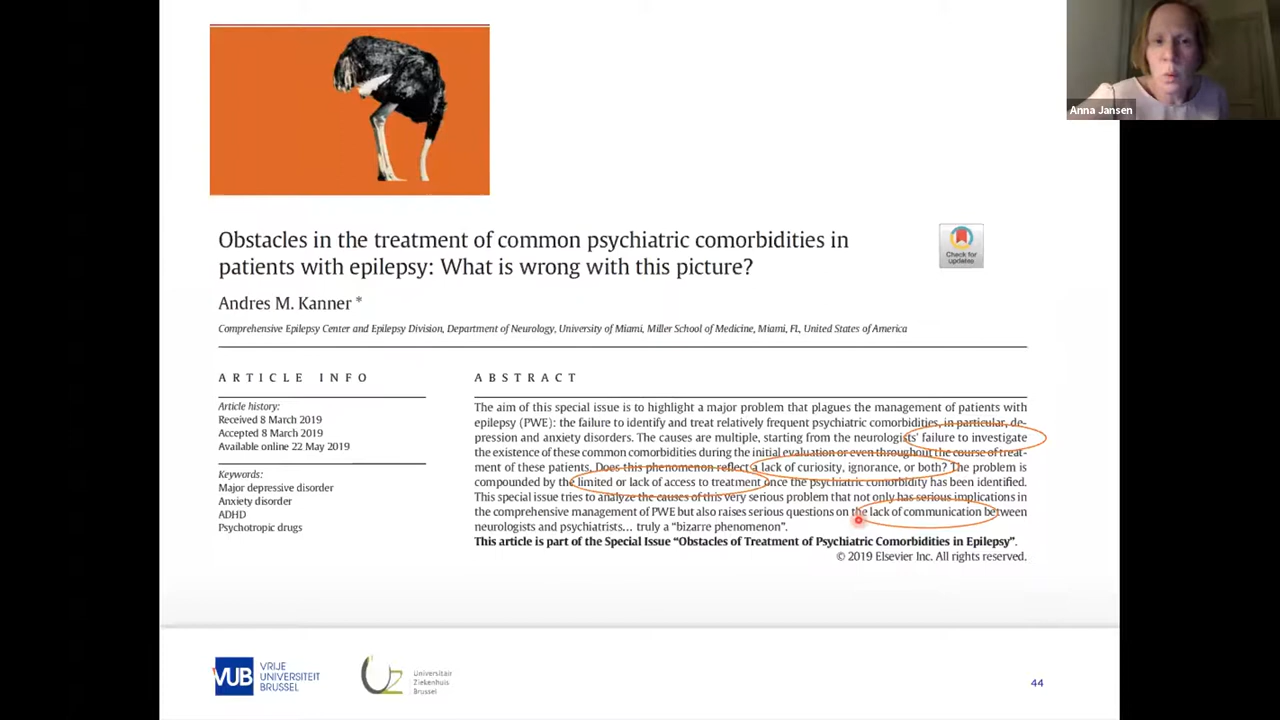 Anna Jansen
Obstacles in the treatment of common psychiatric comorbidities in
patients with epilepsy: What is wrong with this picture?
Check for
updates
Andres M. Kanner *
Comprehensive Epilepsy Center and Epilepsy Division, Department of Neurology, University of Miami, Miller School of Medicine, Miami, FL, United States of America
ARTICLE INFO
Article history:
Received 8 March 2019
Accepted 8 March 2019
Available online 22 May 2019
Keywords:
Major depressive disorder
Anxiety disorder
ADHD
Psychotropic drugs
ABSTRACT
The aim of this special issue is to highlight a major problem that plagues the management of patients with
epilepsy (PWE): the failure to identify and treat relatively frequent psychiatric comorbidities, in particular, de-
pression and anxiety disorders. The causes are multiple, starting from the neurologists' failure to investigate
the existence of these common comorbidities during the initial evaluation or even throughout the course of treat-
ment of these patients. Does this phenomenon reflect a lack of curiosity, ignorance, or both? The problem is
compounded by the limited or lack of access to treatment once the psychiatric comorbidity has been identified.
This special issue tries to analyze the causes of this very serious problem that not only has serious implications in
the comprehensive management of PWE but also raises serious questions on the lack of communication between
neurologists and psychiatrists... truly a "bizarre phenomenon".
This article is part of the Special Issue "Obstacles of Treatment of Psychiatric Comorbidities in Epilepsy".
© 2019 Elsevier Inc. All rights reserved.
VUB
VRIJE
UNIVERSITEIT
BRUSSEL
UZ
Universitair
Ziekenhuis
Brussel
44